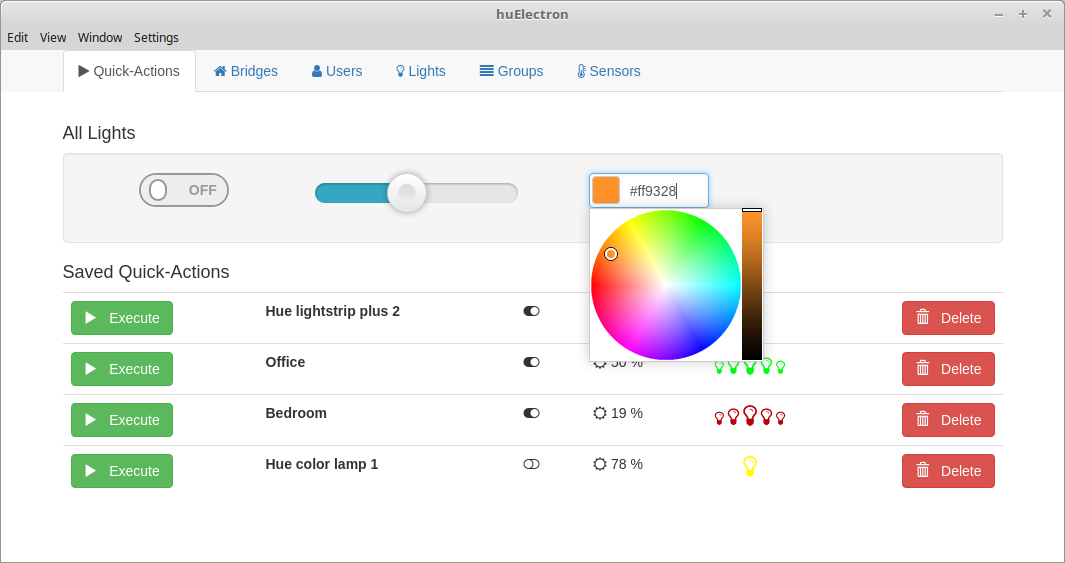 huElectron
Edit View Window Settings
Quick-Actions Bridges Users Lights Groups Sensors
All Lights
OFF #ff9328
Saved Quick-Actions
Execute Hue lightstrip plus 2 Delete
Execute Office Delete
Execute Bedroom 19 % Delete
Execute Hue color lamp 1 78 % Delete